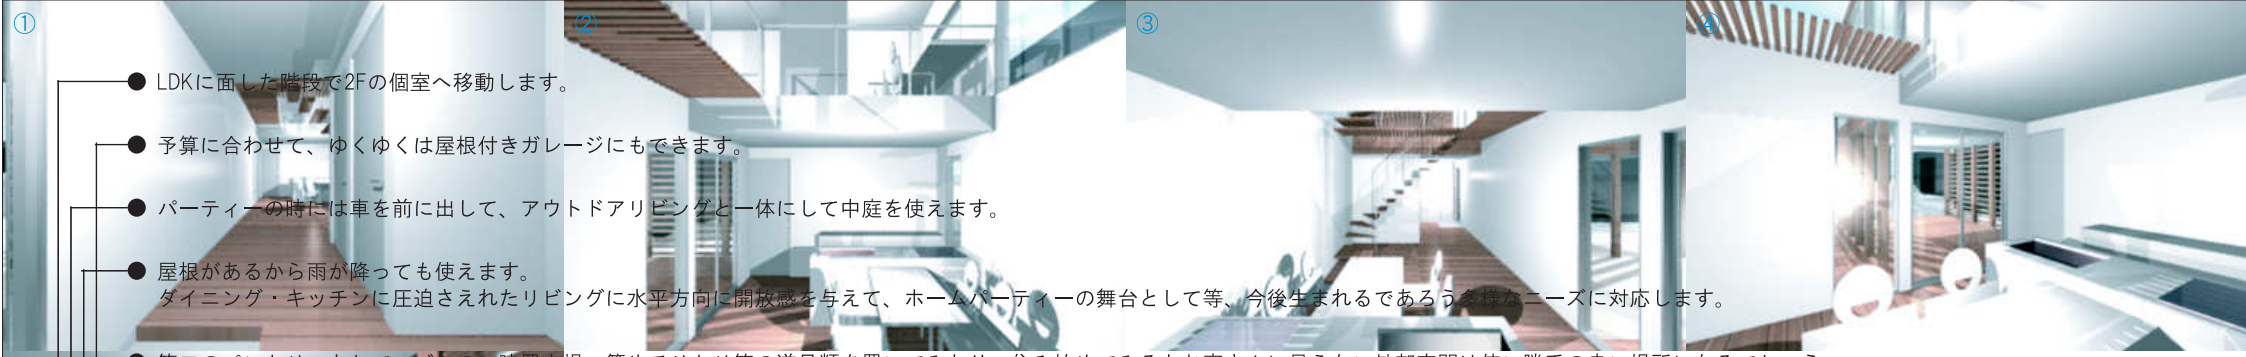 ①
②
③
④
LDKに面した階段で2Fの個室へ移動します。
予算に合わせて、ゆくゆくは屋根付きガレージにもできます。
パーティーの時には車を前に出して、アウトドアリビングと一体にして中庭を使えます。
屋根があるから雨が降っても使えます。
ダイニング・キッチンに圧迫さえれたリビングに水平方向に開放感を与えて、ホームパーティーの舞台として等、今後生まれるであろう多様なニーズに対応します。